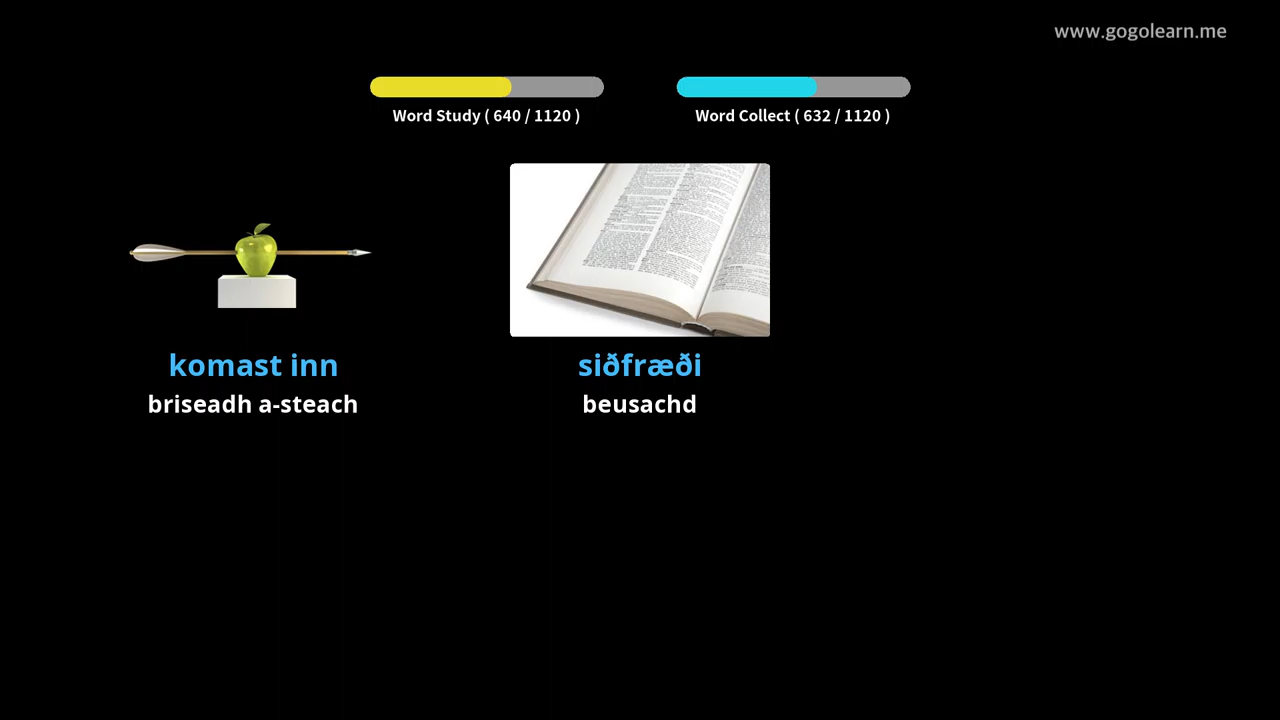 www.gogolearn.me
Word Study ( 640 / 1120 )
Word Collect ( 632 / 1120 )
komast inn
briseadh a-steach
siðfræði
beusachd